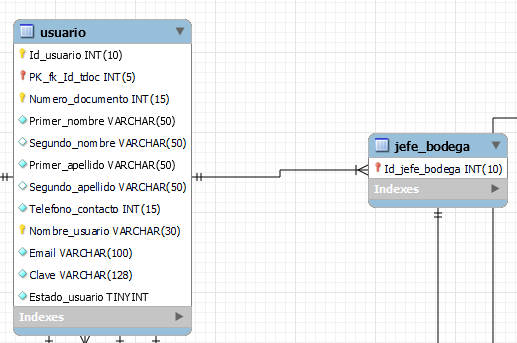 usuario
Id_usuario INT(10)
PK_fk_Id_tdoc INT(5)
Numero_documento INT(15)
Primer_nombre VARCHAR(50)
Segundo_nombre VARCHAR(50)
Primer_apellido VARCHAR(50)
Segundo_apellido VARCHAR(50)
Telefono_contacto INT(15)
Nombre_usuario VARCHAR(30)
Email VARCHAR(100)
Clave VARCHAR(128)
Estado_usuario TINYINT
Indexes
jefe_bodega
Id_jefe_bodega INT(10)
Indexes